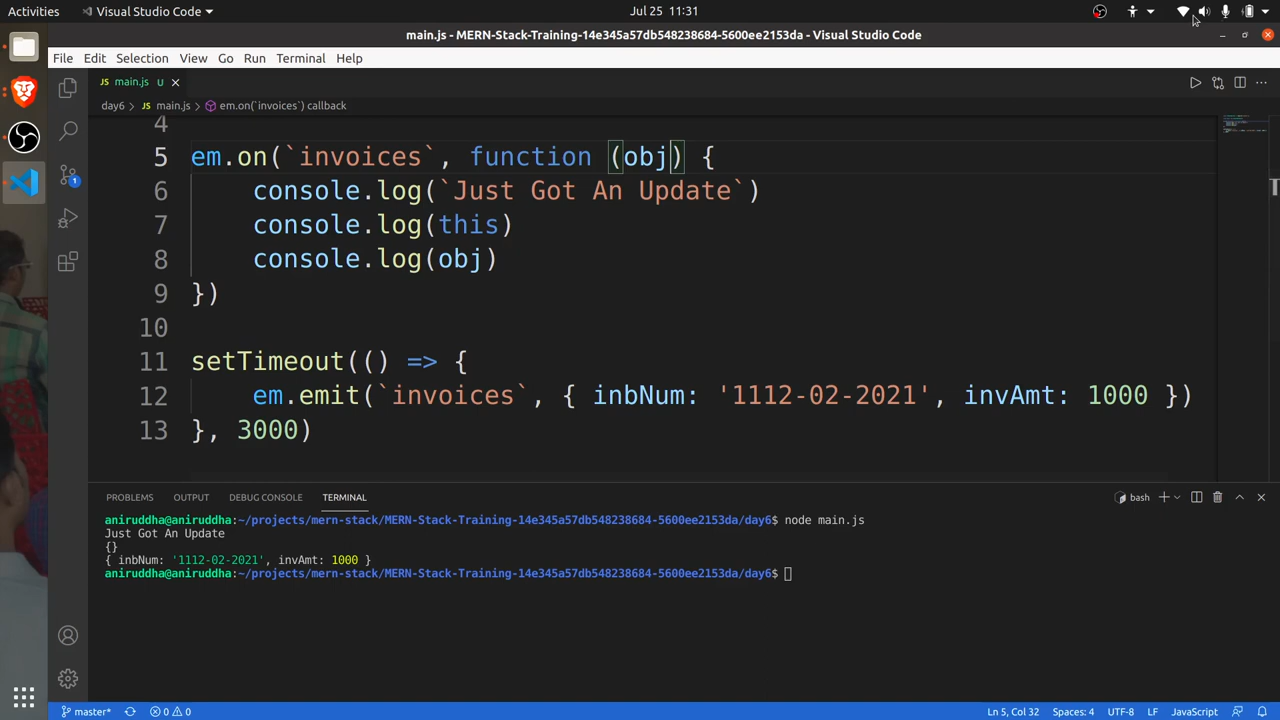 Activities Visual Studio Code Jul 25 11:31
main.js - MERN-Stack-Training-14e345a57db548238684-5600ee2153da - Visual Studio Code
File Edit Selection View Go Run Terminal Help
main.js U
day6 > main.js > em.on(`invoices`) callback
4
5 em.on(`invoices`, function (obj) {
6 console.log(`Just Got An Update`)
7 console.log(this)
8 console.log(obj)
9 })
10
11 setTimeout(() => {
12 em.emit(`invoices`, { inbNum: '1112-02-2021', invAmt: 1000 })
13 }, 3000)
1
PROBLEMS OUTPUT DEBUG CONSOLE TERMINAL bash
aniruddha@aniruddha:~/projects/mern-stack/MERN-Stack-Training-14e345a57db548238684-5600ee2153da/day6$ node main.js
Just Got An Update
{}
{ inbNum: '1112-02-2021', invAmt: 1000 }
aniruddha@aniruddha:~/projects/mern-stack/MERN-Stack-Training-14e345a57db548238684-5600ee2153da/day6$
master* 0 0 Ln 5, Col 32 Spaces: 4 UTF-8 LF JavaScript